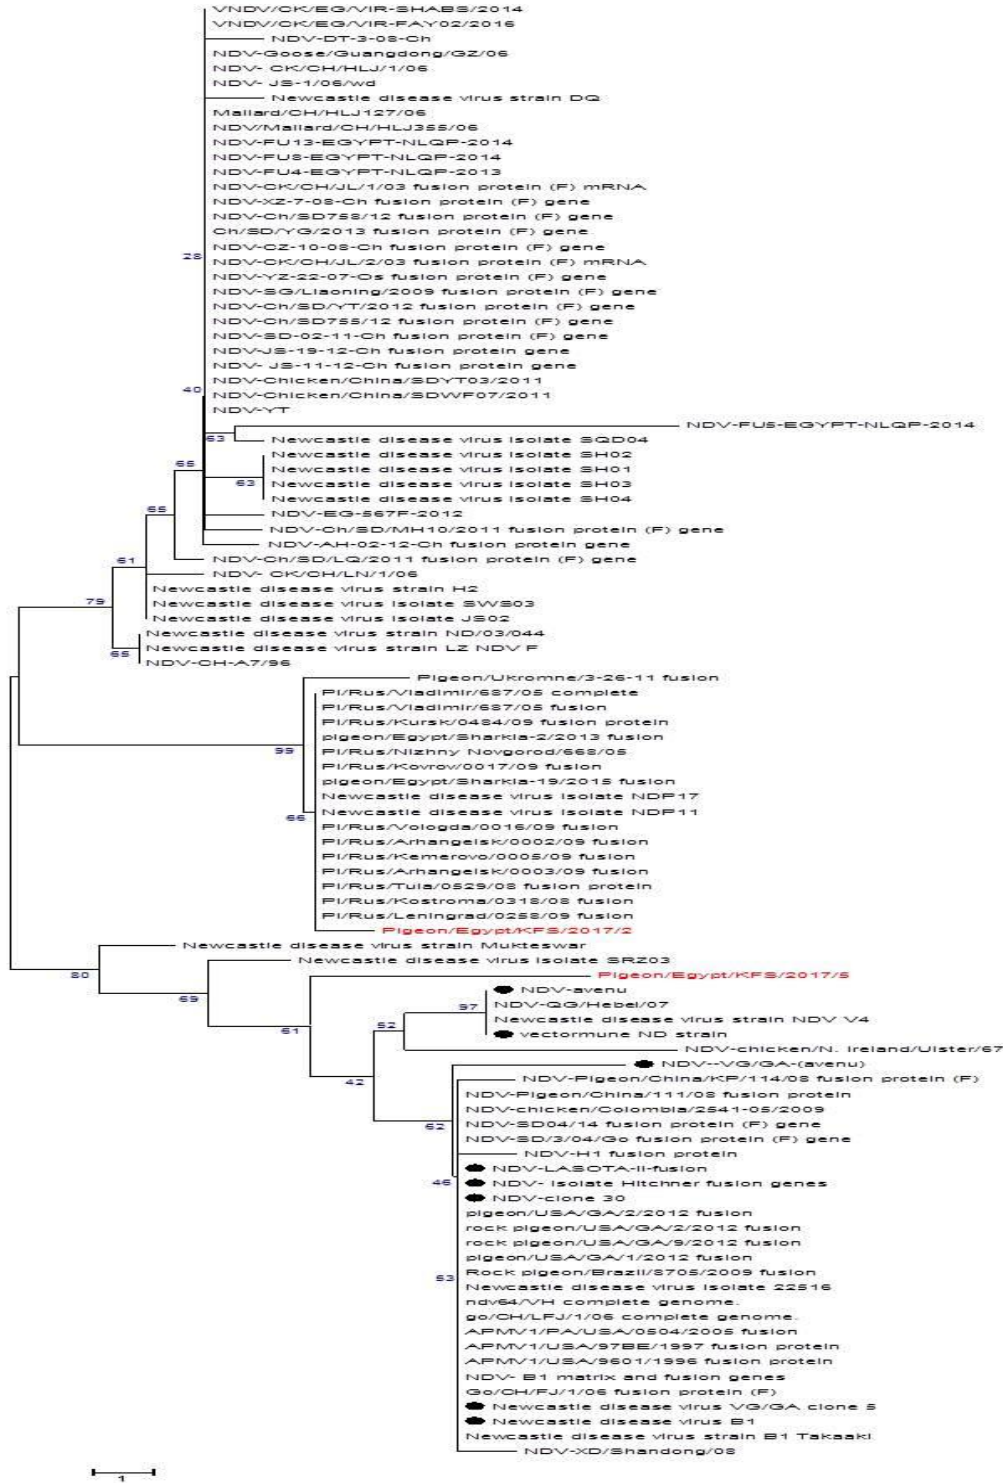 VNDV/CK/EG/VIR-SHABS/2014
VNDV/CK/EG/VIR-FAY02/2016
NDV-DT-3-08-Ch
NDV-Goose/Guangdong/GZ/06
NDV- CK/CH/HLJ/1/06
NDV- JS-1/06/wd
Newcastle disease virus strain DQ
Mallard/CH/HLJ127/06
NDV/Mallard/CH/HLJ355/06
NDV-FU13-EGYPT-NLQP-2014
NDV-FU8-EGYPT-NLQP-2014
NDV-FU4-EGYPT-NLQP-2013
NDV-CK/CH/JL/1/03 fusion protein (F) mRNA
NDV-XZ-7-08-Ch fusion protein (F) gene
NDV-Ch/SD758/12 fusion protein (F) gene
Ch/SD/YG/2013 fusion protein (F) gene
NDV-CZ-10-08-Ch fusion protein (F) gene
28
NDV-CK/CH/JL/2/03 fusion protein (F) mRNA
NDV-YZ-22-07-Os fusion protein (F) gene
NDV-SG/Liaoning/2009 fusion protein (F) gene
NDV-Ch/SD/YT/2012 fusion protein (F) gene
NDV-Ch/SD755/12 fusion protein (F) gene
NDV-SD-02-11-Ch fusion protein (F) gene
NDV-JS-19-12-Ch fusion protein gene
NDV- JS-11-12-Ch fusion protein gene
NDV-Chicken/China/SDYT03/2011
40
NDV-Chicken/China/SDWF07/2011
NDV-YT
NDV-FU5-EGYPT-NLQP-2014
63
Newcastle disease virus isolate SQD04
Newcastle disease virus isolate SH02
65
Newcastle disease virus isolate SH01
63
Newcastle disease virus isolate SH03
Newcastle disease virus isolate SH04
65
NDV-EG-567F-2012
NDV-Ch/SD/MH10/2011 fusion protein (F) gene
NDV-AH-02-12-Ch fusion protein gene
61
NDV-Ch/SD/LQ/2011 fusion protein (F) gene
NDV- CK/CH/LN/1/06
Newcastle disease virus strain H2
79
Newcastle disease virus isolate SWS03
Newcastle disease virus isolate JS02
Newcastle disease virus strain ND/03/044
65
Newcastle disease virus strain LZ NDV F
NDV-CH-A7/96
Pigeon/Ukromne/3-26-11 fusion
PI/Rus/Vladimir/687/05 complete
PI/Rus/Vladimir/687/05 fusion
PI/Rus/Kursk/0484/09 fusion protein
pigeon/Egypt/Sharkia-2/2013 fusion
99
PI/Rus/Nizhny Novgorod/668/05
PI/Rus/Kovrov/0017/09 fusion
pigeon/Egypt/Sharkia-19/2015 fusion
Newcastle disease virus isolate NDP17
Newcastle disease virus isolate NDP11
66
PI/Rus/Vologda/0016/09 fusion
PI/Rus/Arhangelsk/0002/09 fusion
PI/Rus/Kemerovo/0005/09 fusion
PI/Rus/Arhangelsk/0003/09 fusion
PI/Rus/Tula/0529/08 fusion protein
PI/Rus/Kostroma/0318/08 fusion
PI/Rus/Leningrad/0258/09 fusion
Pigeon/Egypt/KFS/2017/2
Newcastle disease virus strain Mukteswar
Newcastle disease virus isolate SRZ03
80
Pigeon/Egypt/KFS/2017/5
NDV-avenu
69
97
NDV-QG/Hebei/07
Newcastle disease virus strain NDV V4
61
52
vectormune ND strain
NDV-chicken/N. Ireland/Ulster/67
NDV--VG/GA-(avenu)
42
NDV-Pigeon/China/KP/114/08 fusion protein (F)
NDV-Pigeon/China/111/08 fusion protein
NDV-chicken/Colombia/2541-05/2009
62
NDV-SD04/14 fusion protein (F) gene
NDV-SD/3/04/Go fusion protein (F) gene
NDV-H1 fusion protein
NDV-LASOTA-II-fusion
46
NDV- isolate Hitchner fusion genes
NDV-clone 30
pigeon/USA/GA/2/2012 fusion
rock pigeon/USA/GA/2/2012 fusion
rock pigeon/USA/GA/9/2012 fusion
pigeon/USA/GA/1/2012 fusion
53
Rock pigeon/Brazil/8705/2009 fusion
Newcastle disease virus isolate 22516
ndv64/VH complete genome.
go/CH/LFJ/1/06 complete genome.
APMV1/PA/USA/0504/2005 fusion
APMV1/USA/97BE/1997 fusion protein
APMV1/USA/9601/1996 fusion protein
NDV- B1 matrix and fusion genes
Go/CH/FJ/1/06 fusion protein (F)
Newcastle disease virus VG/GA clone 5
Newcastle disease virus B1
Newcastle disease virus strain B1 Takaaki
NDV-XD/Shandong/08
1